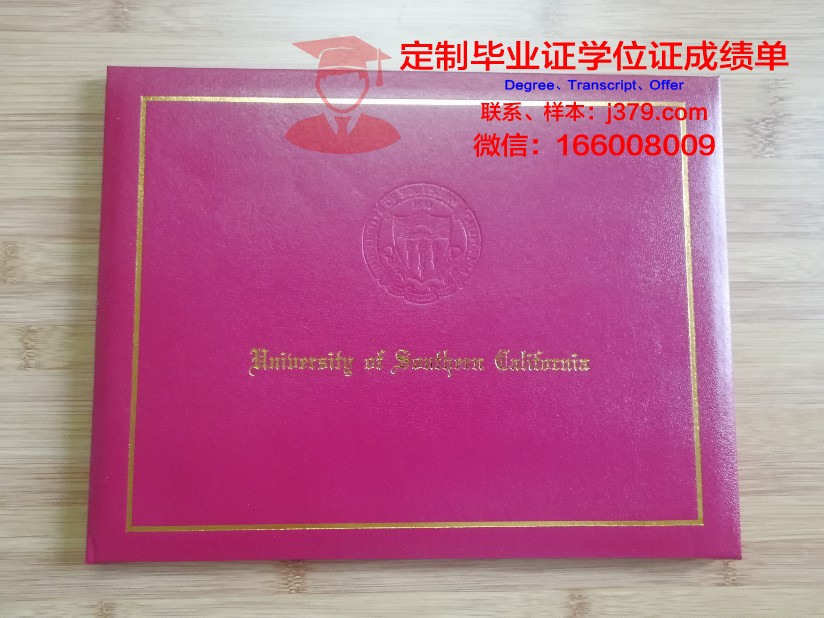 定制毕业证学位证成绩单
Degree、Transcript、Offer
联系、样本：j379.com
微信：166008009
University of Southern California